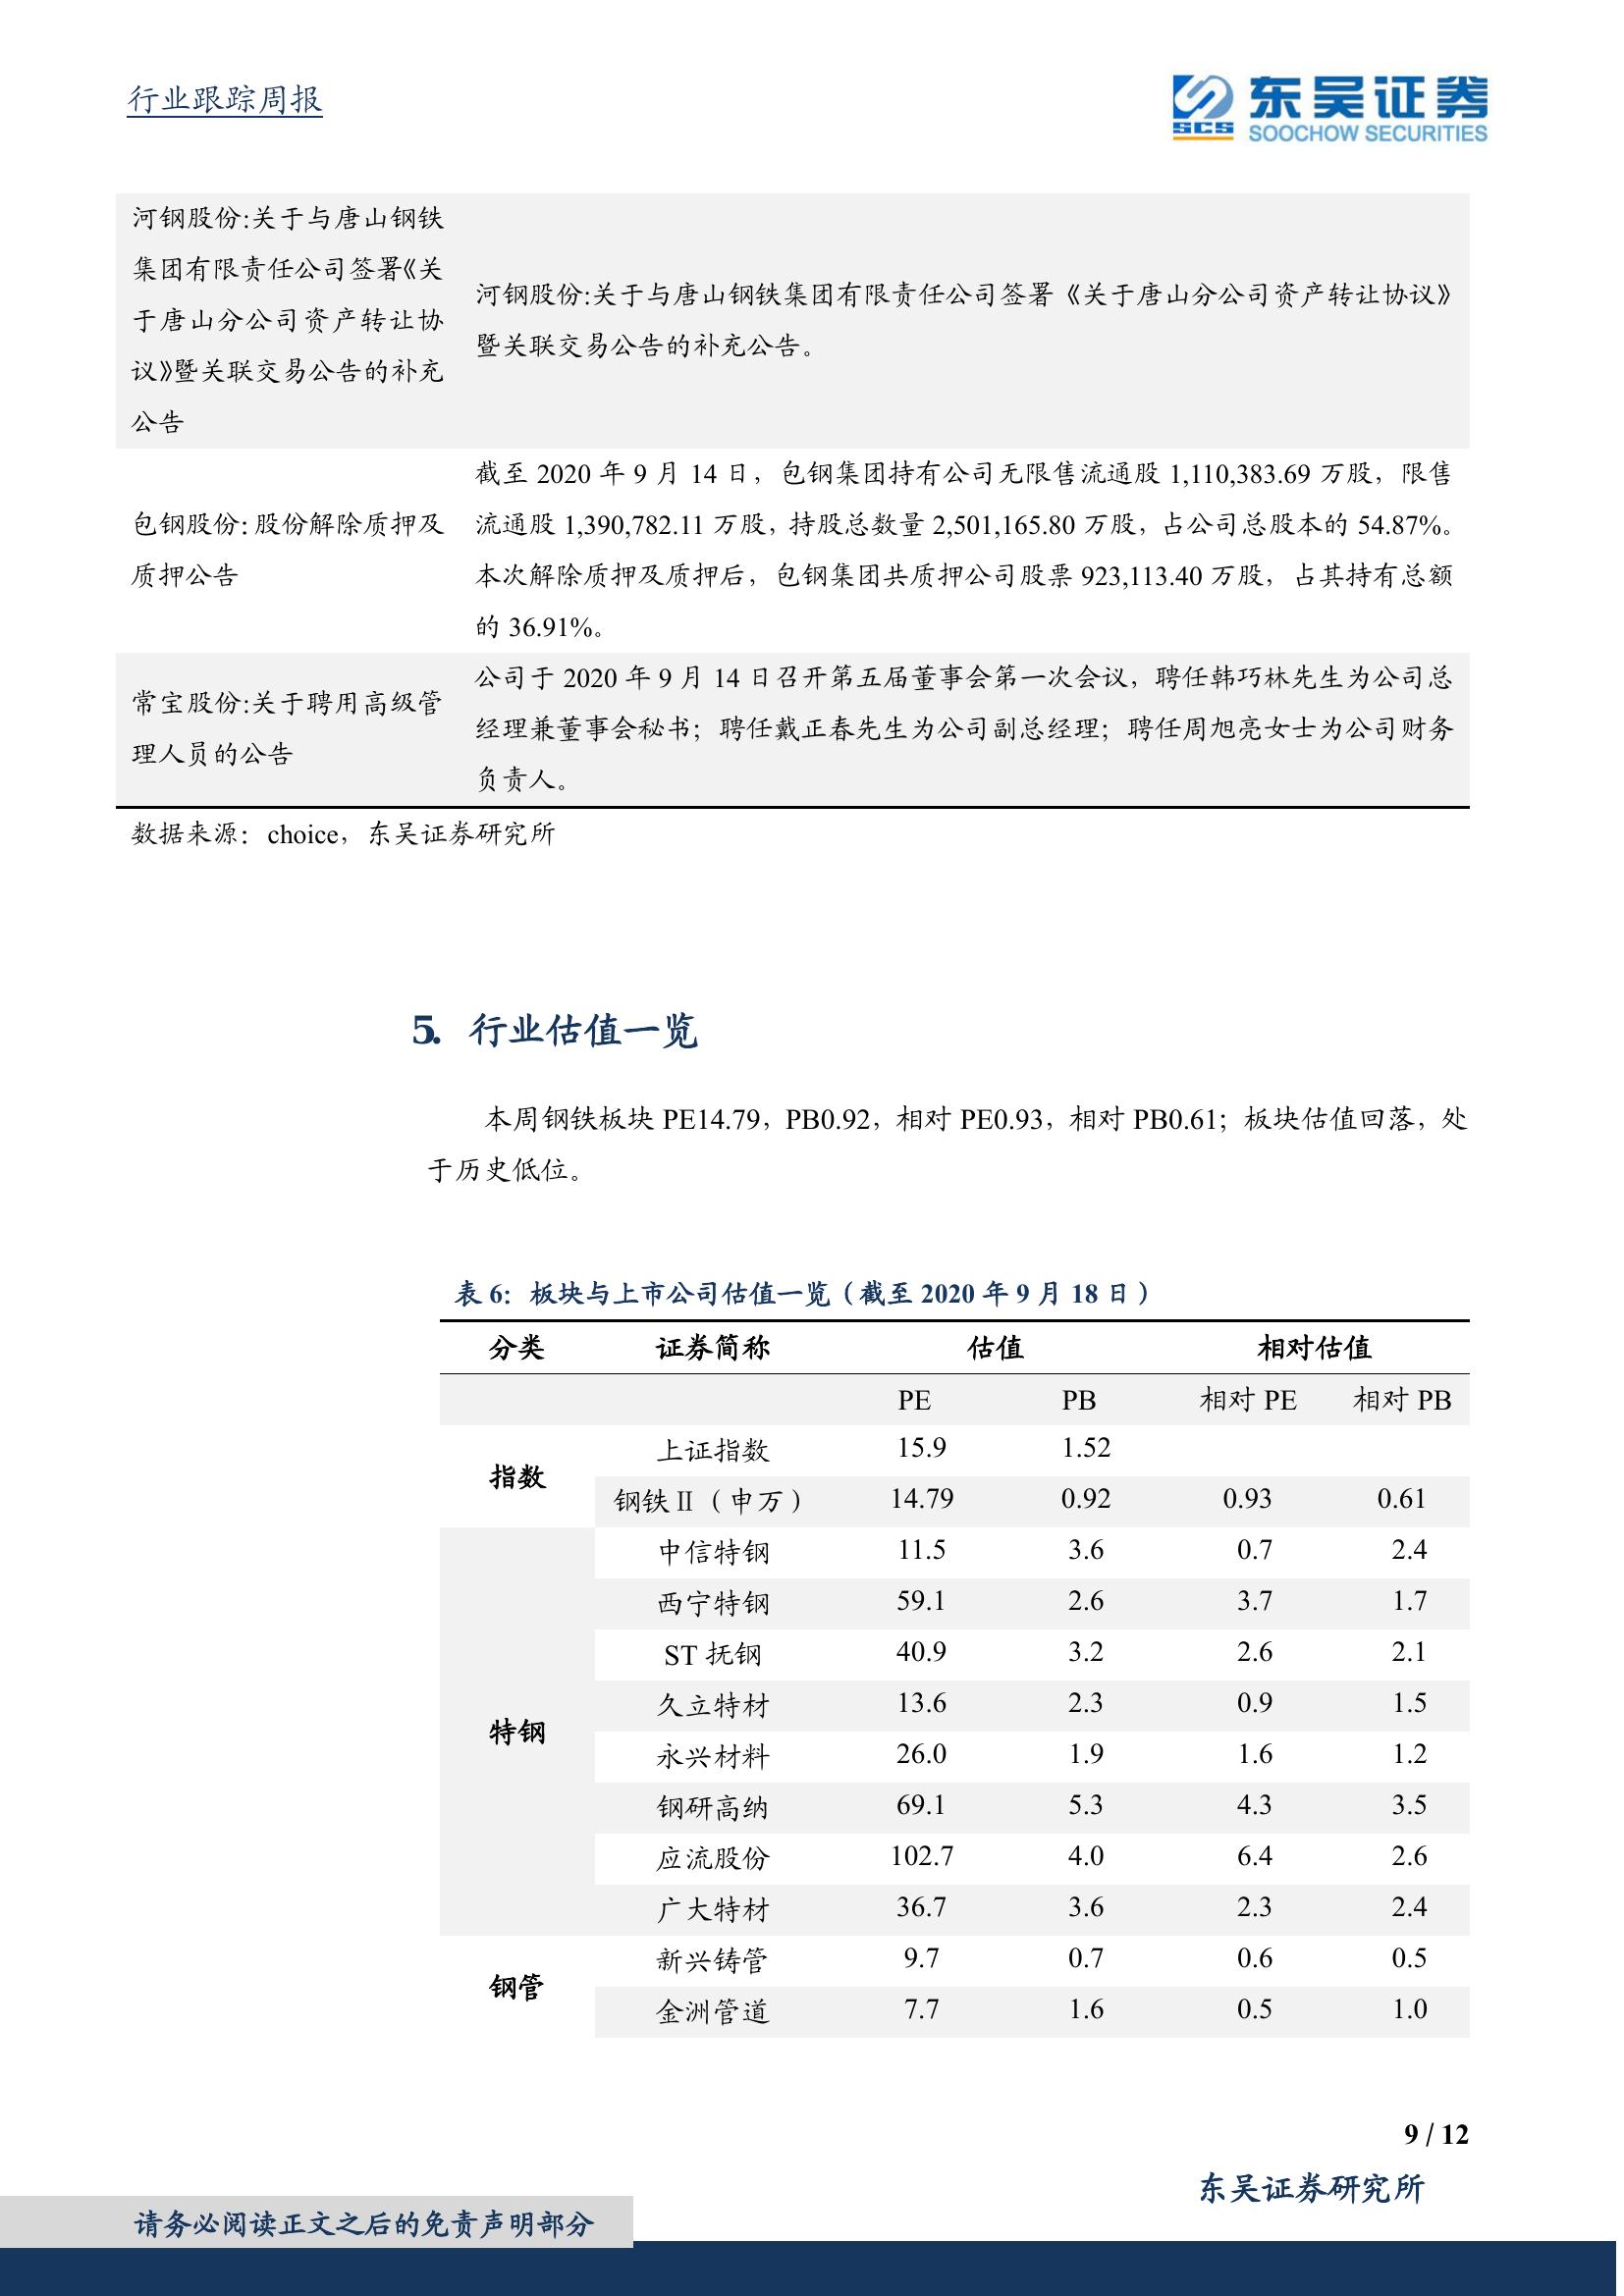 行业跟踪周报
SCS 东吴证券
SOOCHOW SECURITIES
河钢股份:关于与唐山钢铁
集团有限责任公司签署《关
于唐山分公司资产转让协
议》暨关联交易公告的补充
公告
河钢股份:关于与唐山钢铁集团有限责任公司签署《关于唐山分公司资产转让协议》
暨关联交易公告的补充公告。
包钢股份:股份解除质押及
质押公告
截至 2020 年 9 月 14 日，包钢集团持有公司无限售流通股 1,110,383.69 万股，限售
流通股 1,390,782.11 万股，持股总数量 2,501,165.80 万股，占公司总股本的 54.87%。
本次解除质押及质押后，包钢集团共质押公司股票 923,113.40 万股，占其持有总额
的 36.91%。
常宝股份:关于聘用高级管
理人员的公告
公司于 2020 年 9 月 14 日召开第五届董事会第一次会议，聘任韩巧林先生为公司总
经理兼董事会秘书；聘任戴正春先生为公司副总经理；聘任周旭亮女士为公司财务
负责人。
数据来源：choice，东吴证券研究所
5. 行业估值一览
本周钢铁板块 PE14.79，PB0.92，相对 PE0.93，相对 PB0.61；板块估值回落，处
于历史低位。
表 6：板块与上市公司估值一览（截至 2020 年 9 月 18 日）
分类 证券简称 估值 相对估值
PE PB 相对 PE 相对 PB
指数
上证指数 15.9 1.52
钢铁Ⅱ（申万） 14.79 0.92 0.93 0.61
特钢
中信特钢 11.5 3.6 0.7 2.4
西宁特钢 59.1 2.6 3.7 1.7
ST 抚钢 40.9 3.2 2.6 2.1
久立特材 13.6 2.3 0.9 1.5
永兴材料 26.0 1.9 1.6 1.2
钢研高纳 69.1 5.3 4.3 3.5
应流股份 102.7 4.0 6.4 2.6
广大特材 36.7 3.6 2.3 2.4
钢管
新兴铸管 9.7 0.7 0.6 0.5
金洲管道 7.7 1.6 0.5 1.0
9 / 12
东吴证券研究所
请务必阅读正文之后的免责声明部分